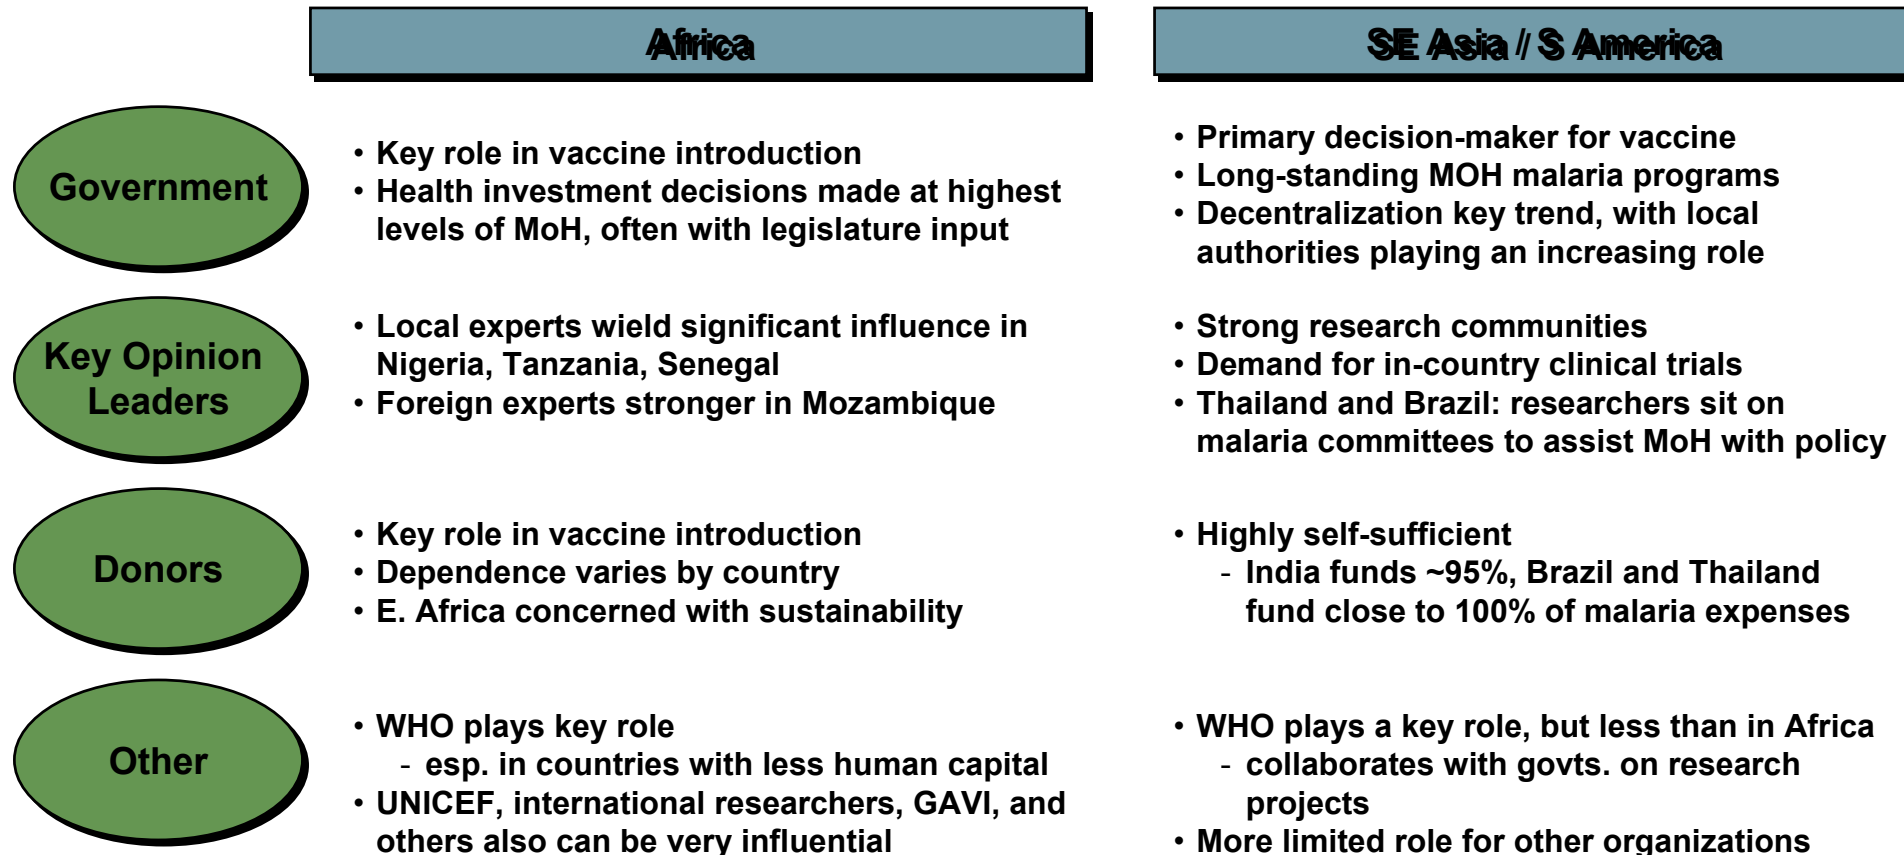 Africa
SE Asia / S America
Government
• Key role in vaccine introduction
• Health investment decisions made at highest
levels of MoH, often with legislature input
• Primary decision-maker for vaccine
• Long-standing MOH malaria programs
• Decentralization key trend, with local
authorities playing an increasing role
Key Opinion
Leaders
• Local experts wield significant influence in
Nigeria, Tanzania, Senegal
• Foreign experts stronger in Mozambique
• Strong research communities
• Demand for in-country clinical trials
• Thailand and Brazil: researchers sit on
malaria committees to assist MoH with policy
Donors
• Key role in vaccine introduction
• Dependence varies by country
• E. Africa concerned with sustainability
• Highly self-sufficient
- India funds ~95%, Brazil and Thailand
fund close to 100% of malaria expenses
Other
• WHO plays key role
- esp. in countries with less human capital
• UNICEF, international researchers, GAVI, and
others also can be very influential
• WHO plays a key role, but less than in Africa
- collaborates with govts. on research
projects
• More limited role for other organizations